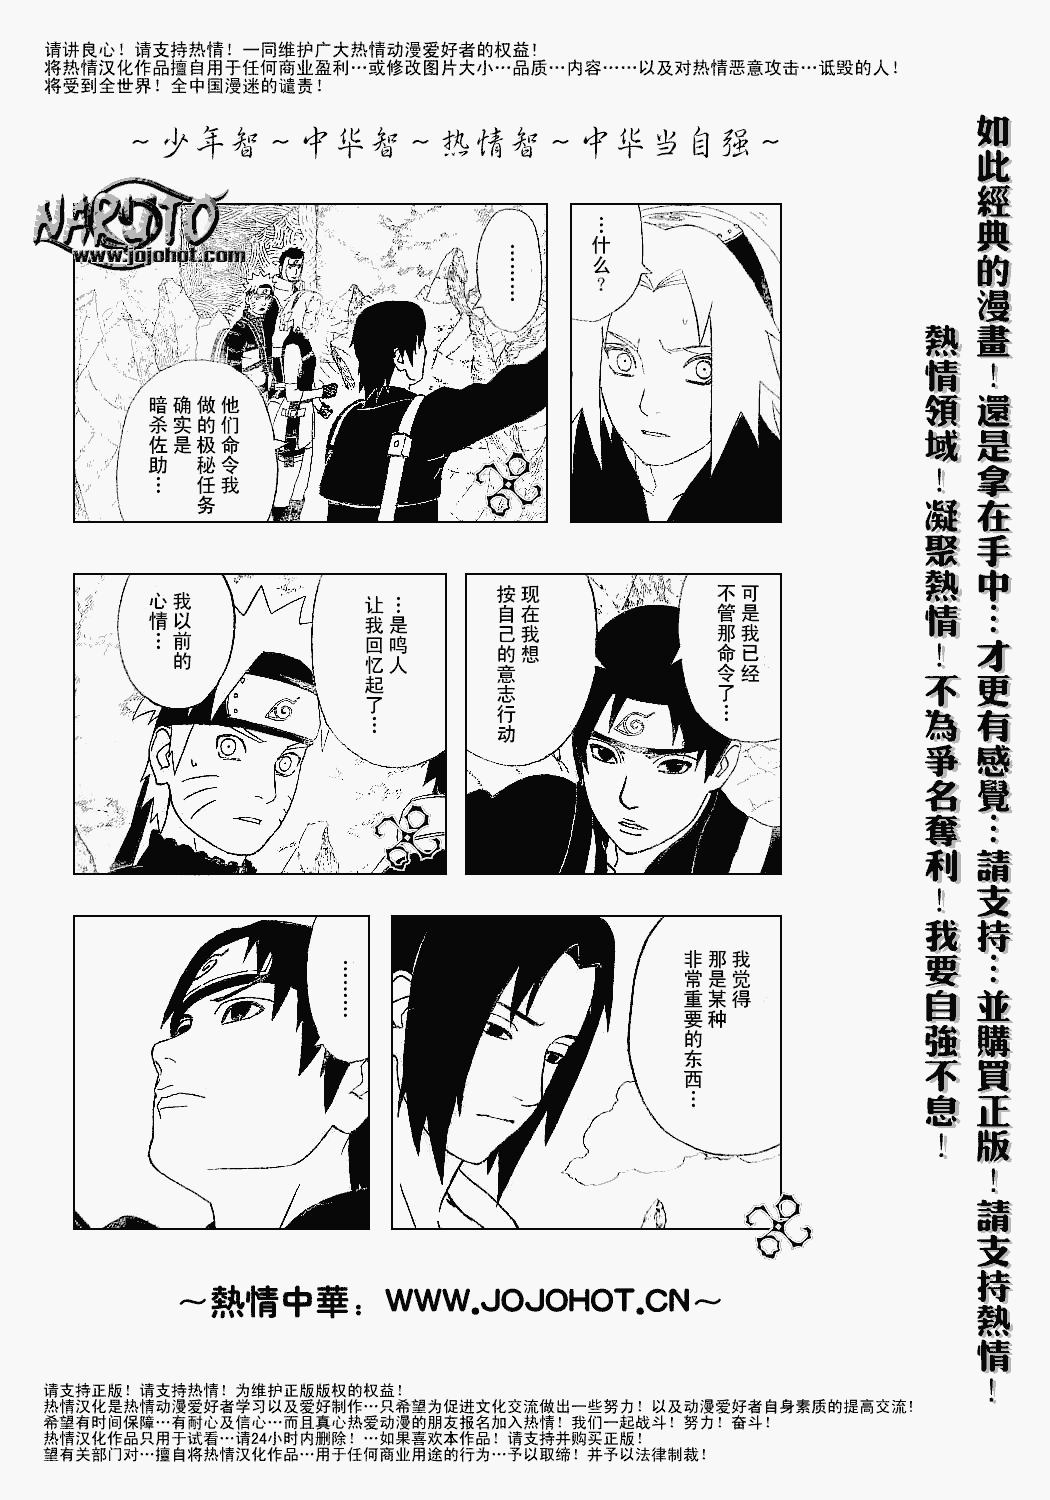 请讲良心！请支持热情！一同维护广大热情动漫爱好者的权益！
将热情汉化作品擅自用于任何商业盈利…或修改图片大小…品质…内容……以及对热情恶意攻击…诋毁的人！
将受到全世界！全中国漫迷的谴责！
～少年智～中华智～热情智～中华当自强～
如此經典的漫畫！還是拿在手中…才更有感覺…請支持…並購買正版！請支持熱情！
熱情領域！凝聚熱情！不為爭名奪利！我要自強不息！
NARUTO
www.jojohot.com
…什么？
………
他们命令我
做的极秘任务
确实是
暗杀佐助…
可是我已经
不管那命令了…
现在我想
按自己的意志行动
…是鸣人
让我回忆起了…
我以前的
心情…
我觉得
那是某种
非常重要的东西…
………
～熱情中華：WWW.JOJOHOT.CN～
请支持正版！请支持热情！为维护正版版权的权益！
热情汉化是热情动漫爱好者学习以及爱好制作…只希望为促进文化交流做出一些努力！以及动漫爱好者自身素质的提高交流！
希望有时间保障…有耐心及信心…而且真心热爱动漫的朋友报名加入热情！我们一起战斗！努力！奋斗！
热情汉化作品只用于试看…请24小时内删除！…如果喜欢本作品！请支持并购买正版！
望有关部门对…擅自将热情汉化作品…用于任何商业用途的行为…予以取缔！并予以法律制裁！